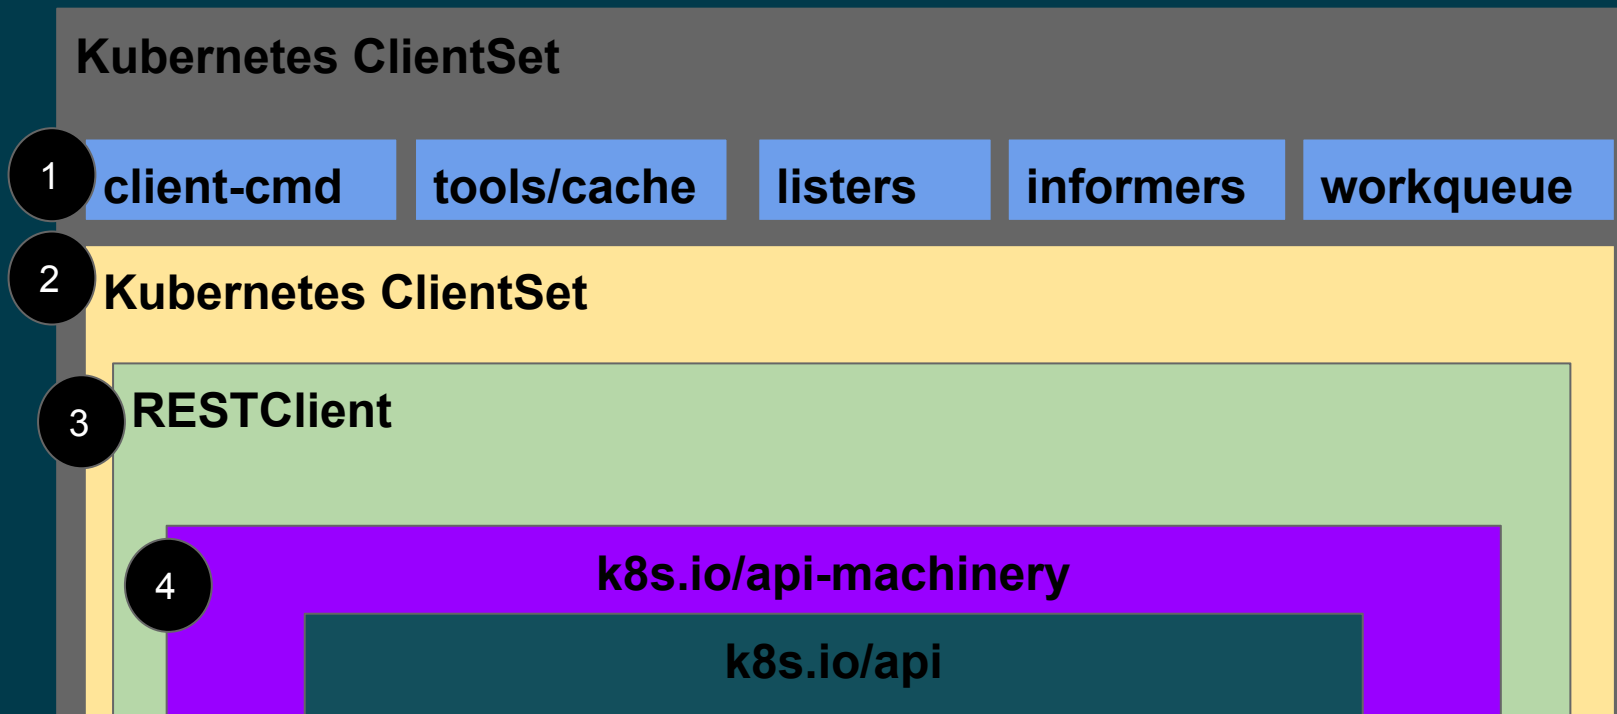 Kubernetes ClientSet
1
client-cmd tools/cache listers informers workqueue
2
Kubernetes ClientSet
3
RESTClient
4
k8s.io/api-machinery
k8s.io/api